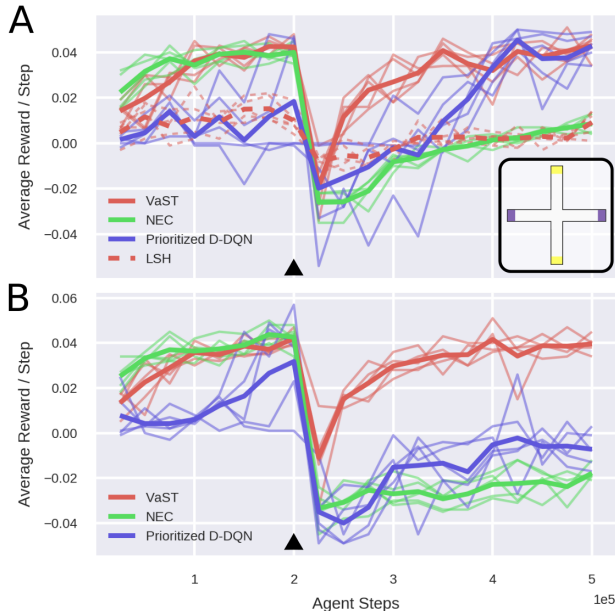 A
Average Reward / Step
0.04
0.02
0.00
−0.02
−0.04
VaST
NEC
Prioritized D-DQN
LSH
B
Average Reward / Step
0.06
0.04
0.02
0.00
−0.02
−0.04
VaST
NEC
Prioritized D-DQN
1
2
3
4
5
1e5
Agent Steps